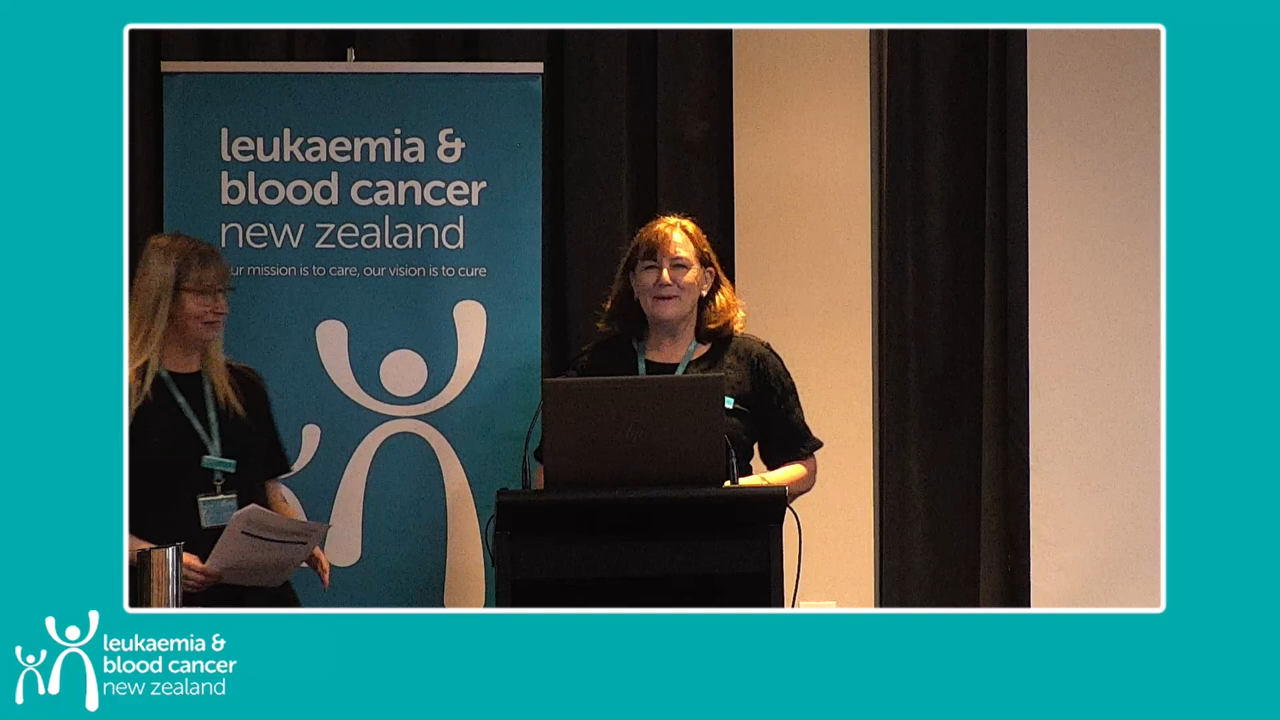 leukaemia &
blood cancer
new zealand
ur mission is to care, our vision is to cure
hp
leukaemia &
blood cancer
new zealand